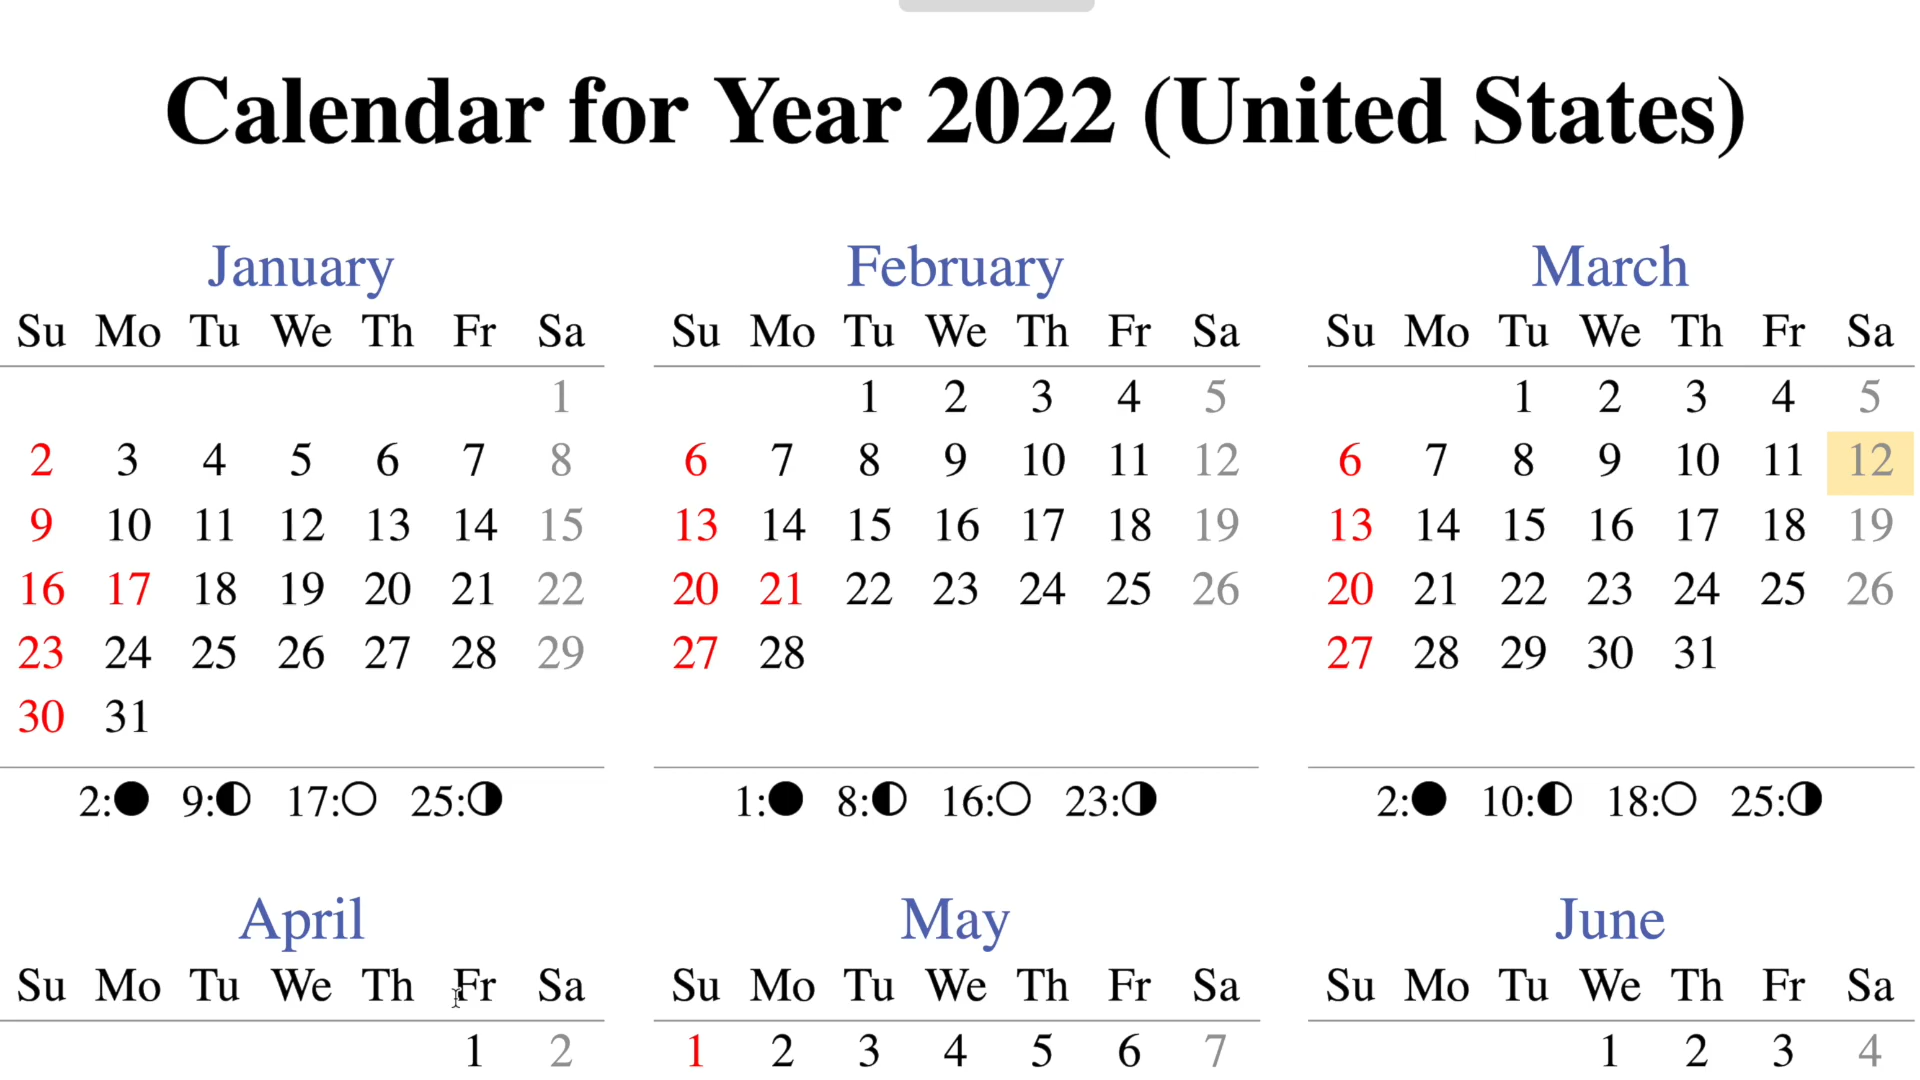 Calendar for Year 2022 (United States)
January February March
Su Mo Tu We Th Fr Sa Su Mo Tu We Th Fr Sa Su Mo Tu We Th Fr Sa
1 1 2 3 4 5 1 2 3 4 5
2 3 4 5 6 7 8 6 7 8 9 10 11 12 6 7 8 9 10 11 12
9 10 11 12 13 14 15 13 14 15 16 17 18 19 13 14 15 16 17 18 19
16 17 18 19 20 21 22 20 21 22 23 24 25 26 20 21 22 23 24 25 26
23 24 25 26 27 28 29 27 28 27 28 29 30 31
30 31
2:● 9:◐ 17:○ 25:◑ 1:● 8:◐ 16:○ 23:◑ 2:● 10:◐ 18:○ 25:◑
April May June
Su Mo Tu We Th Fr Sa Su Mo Tu We Th Fr Sa Su Mo Tu We Th Fr Sa
1 2 1 2 3 4 5 6 7 1 2 3 4